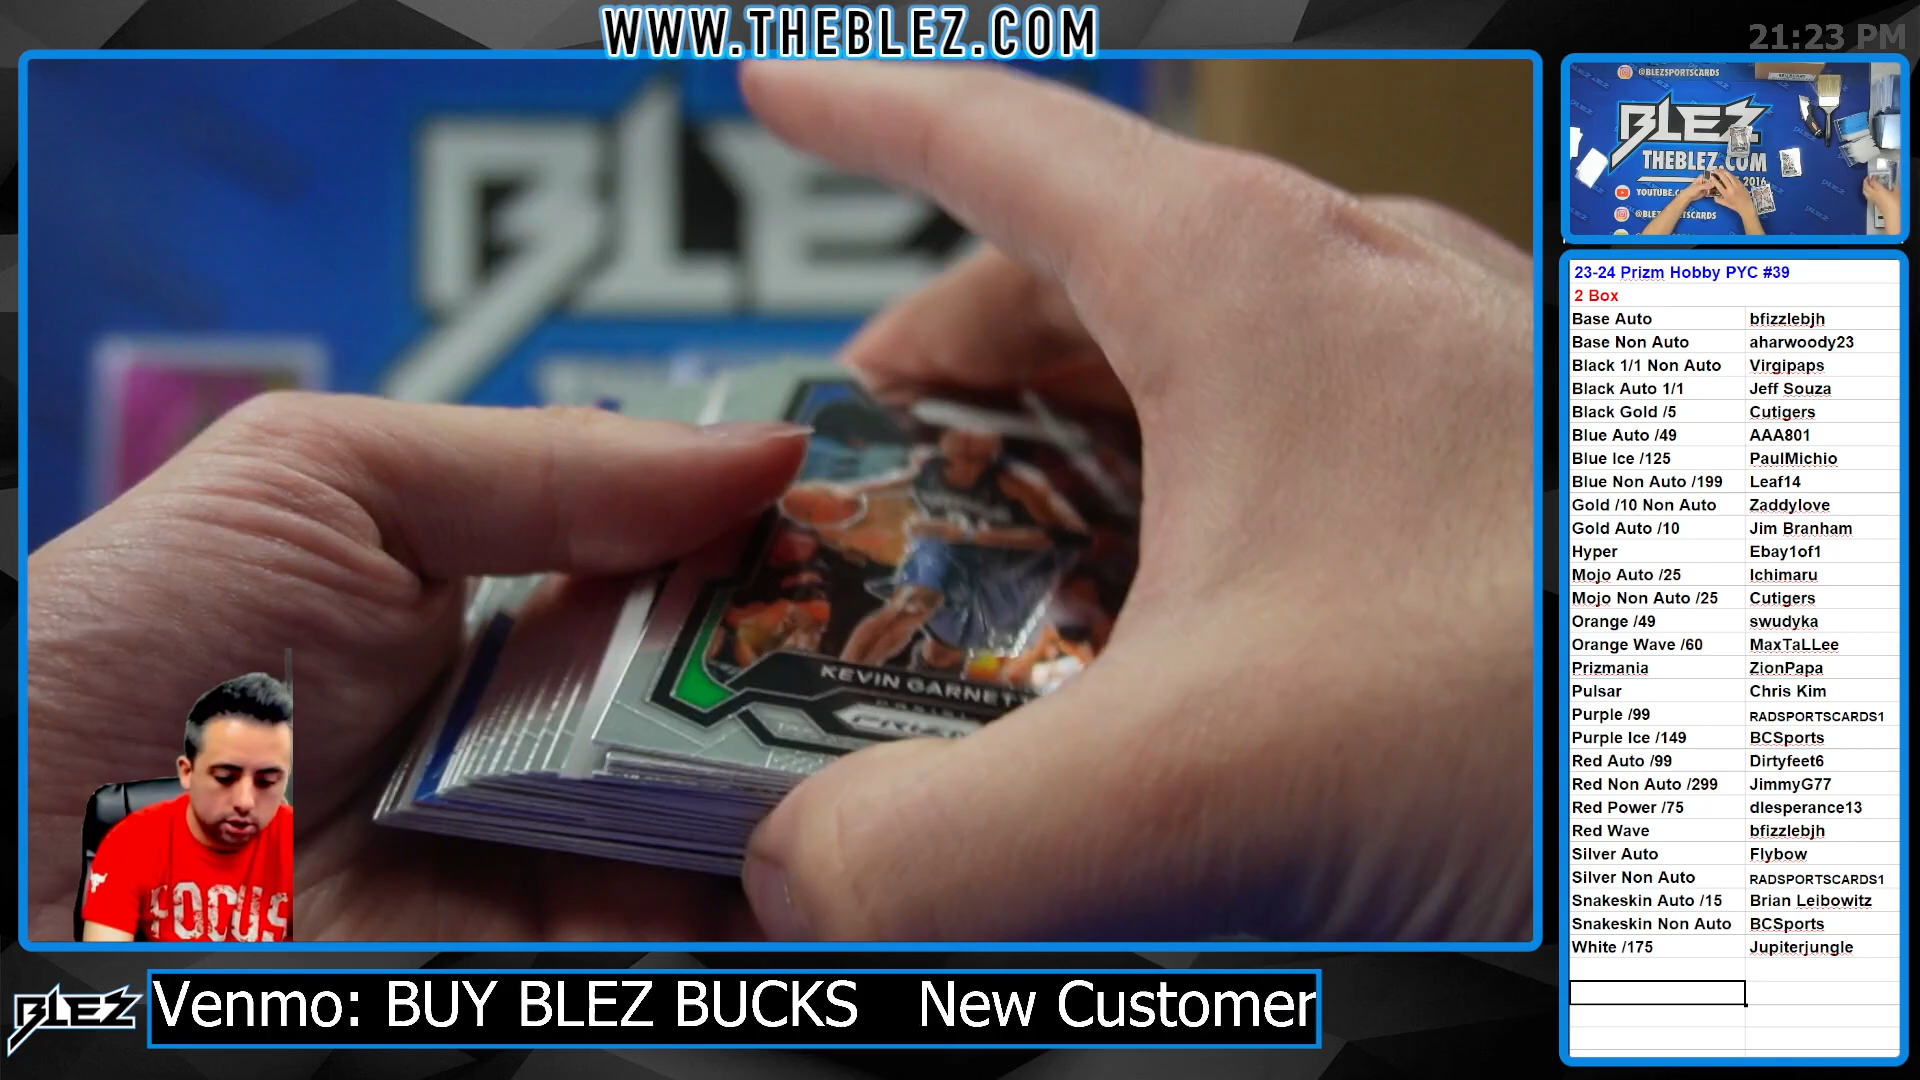 WWW.THEBLEZ.COM
21:23 PM
BLEZ
@BLEZSPORTSCARDS
BLEZ
THEBLEZ.COM
2016
23-24 Prizm Hobby PYC #39
2 Box
Base Auto bfizzlebjh
Base Non Auto aharwoody23
Black 1/1 Non Auto Virgipaps
Black Auto 1/1 Jeff Souza
Black Gold /5 Cutigers
Blue Auto /49 AAA801
Blue Ice /125 PaulMichio
Blue Non Auto /199 Leaf14
Gold /10 Non Auto Zaddylove
Gold Auto /10 Jim Branham
Hyper Ebay1of1
Mojo Auto /25 Ichimaru
Mojo Non Auto /25 Cutigers
Orange /49 swudyka
Orange Wave /60 MaxTaLLee
Prizmania ZionPapa
Pulsar Chris Kim
Purple /99 RADSPORTSCARDS1
Purple Ice /149 BCSports
Red Auto /99 Dirtyfeet6
Red Non Auto /299 JimmyG77
Red Power /75 dlesperance13
Red Wave bfizzlebjh
Silver Auto Flybow
Silver Non Auto RADSPORTSCARDS1
Snakeskin Auto /15 Brian Leibowitz
Snakeskin Non Auto BCSports
White /175 Jupiterjungle
KEVIN GARNETT
PRIZM
FOCUS
BLEZ
Venmo: BUY BLEZ BUCKS New Customer